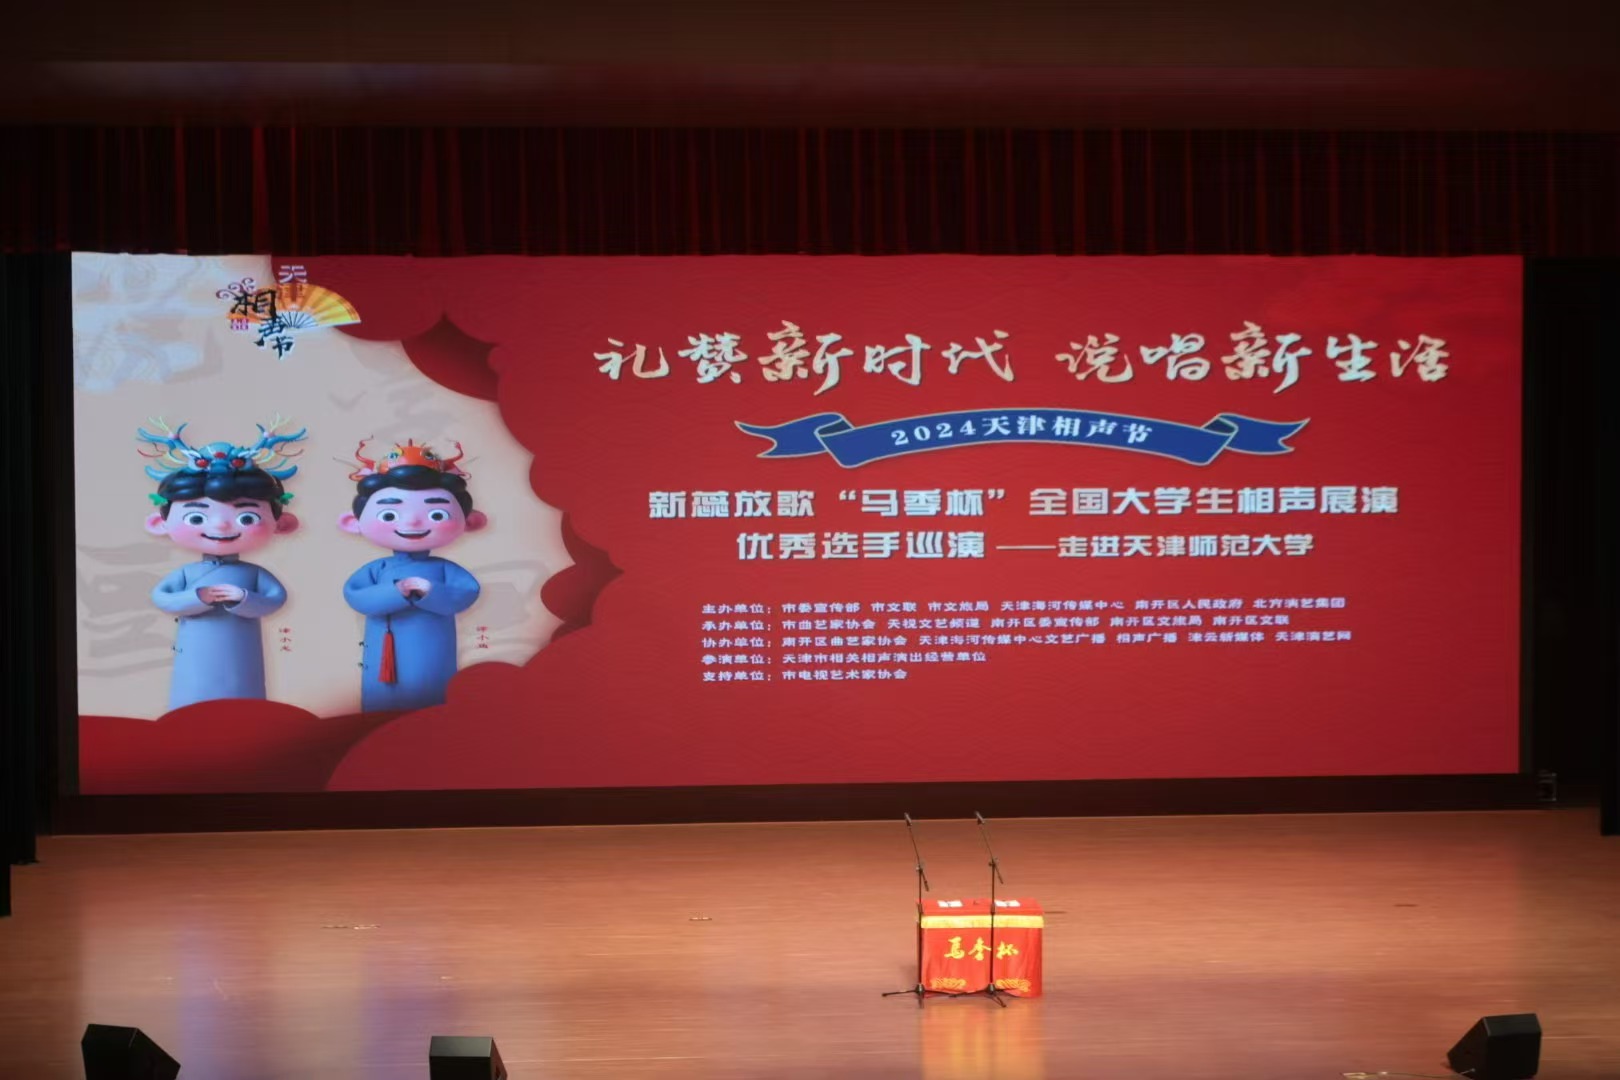 天津
相声节
礼赞新时代 说唱新生活
2024天津相声节
新蕊放歌“马季杯”全国大学生相声展演
优秀选手巡演——走进天津师范大学
主办单位：市委宣传部 市文联 市文旅局 天津海河传媒中心 南开区人民政府 北方演艺集团
承办单位：市曲艺家协会 天视文艺频道 南开区委宣传部 南开区文旅局 南开区文联
协办单位：南开区曲艺家协会 天津海河传媒中心文艺广播 相声广播 津云新媒体 天津演艺网
参演单位：天津市相关相声演出经营单位
支持单位：市电视艺术家协会
马季杯